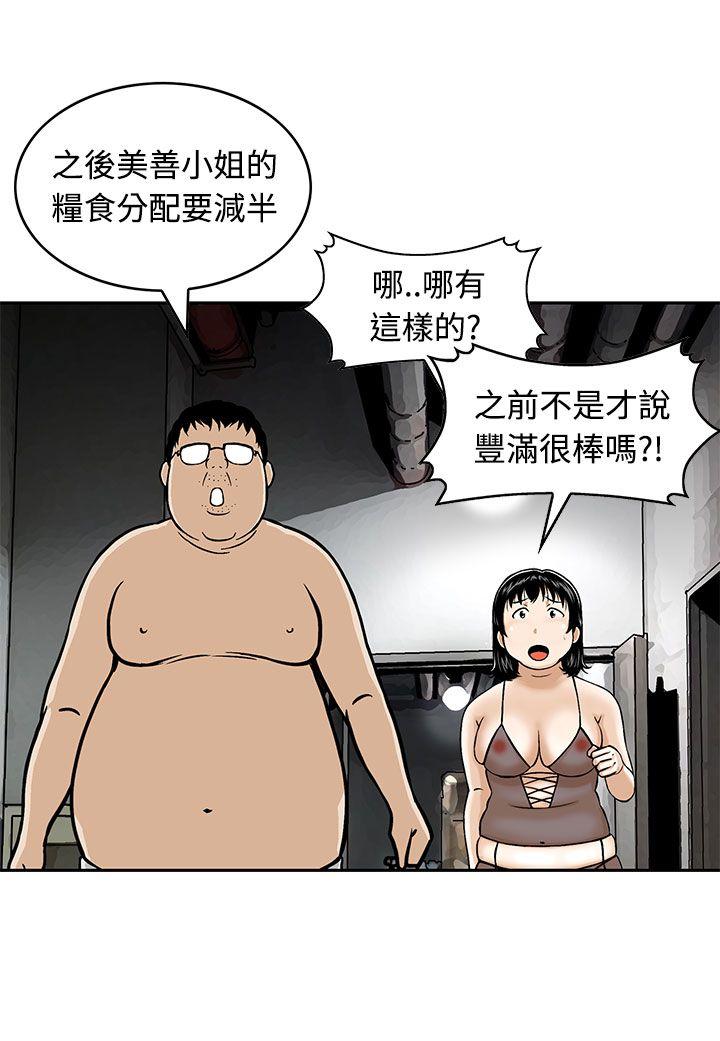 之後美善小姐的
糧食分配要減半
哪..哪有
這樣的?
之前不是才說
豐滿很棒嗎?!